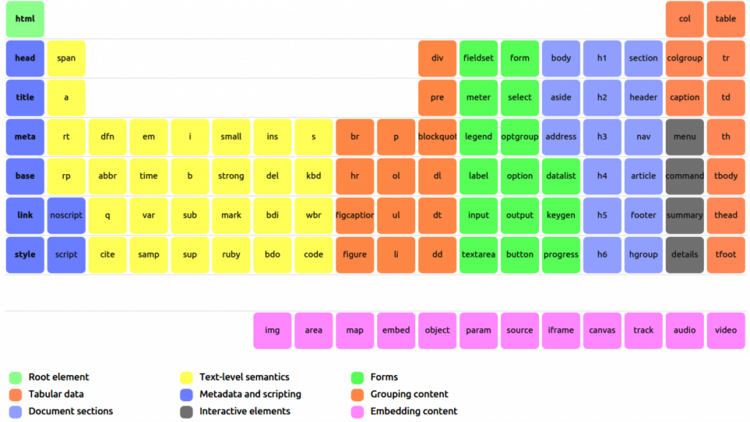 html col table
head span div fieldset form body h1 section colgroup tr
title a pre meter select aside h2 header caption td
meta rt dfn em i small ins s br p blockquot legend optgroup address h3 nav menu th
base rp abbr time b strong del kbd hr ol dl label option datalist h4 article command tbody
link noscript q var sub mark bdi wbr figcaption ul dt input output keygen h5 footer summary thead
style script cite samp sup ruby bdo code figure li dd textarea button progress h6 hgroup details tfoot
img area map embed object param source iframe canvas track audio video
Root element Text-level semantics Forms
Tabular data Metadata and scripting Grouping content
Document sections Interactive elements Embedding content